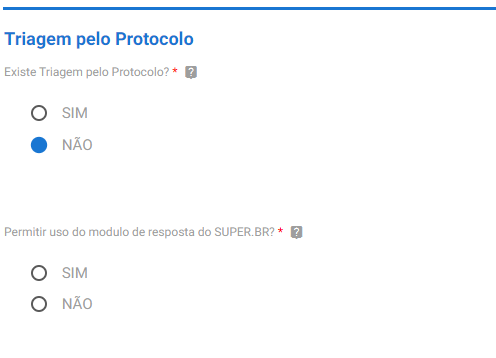 Triagem pelo Protocolo
Existe Triagem pelo Protocolo? * ?
SIM
NÃO
Permitir uso do modulo de resposta do SUPER.BR? * ?
SIM
NÃO